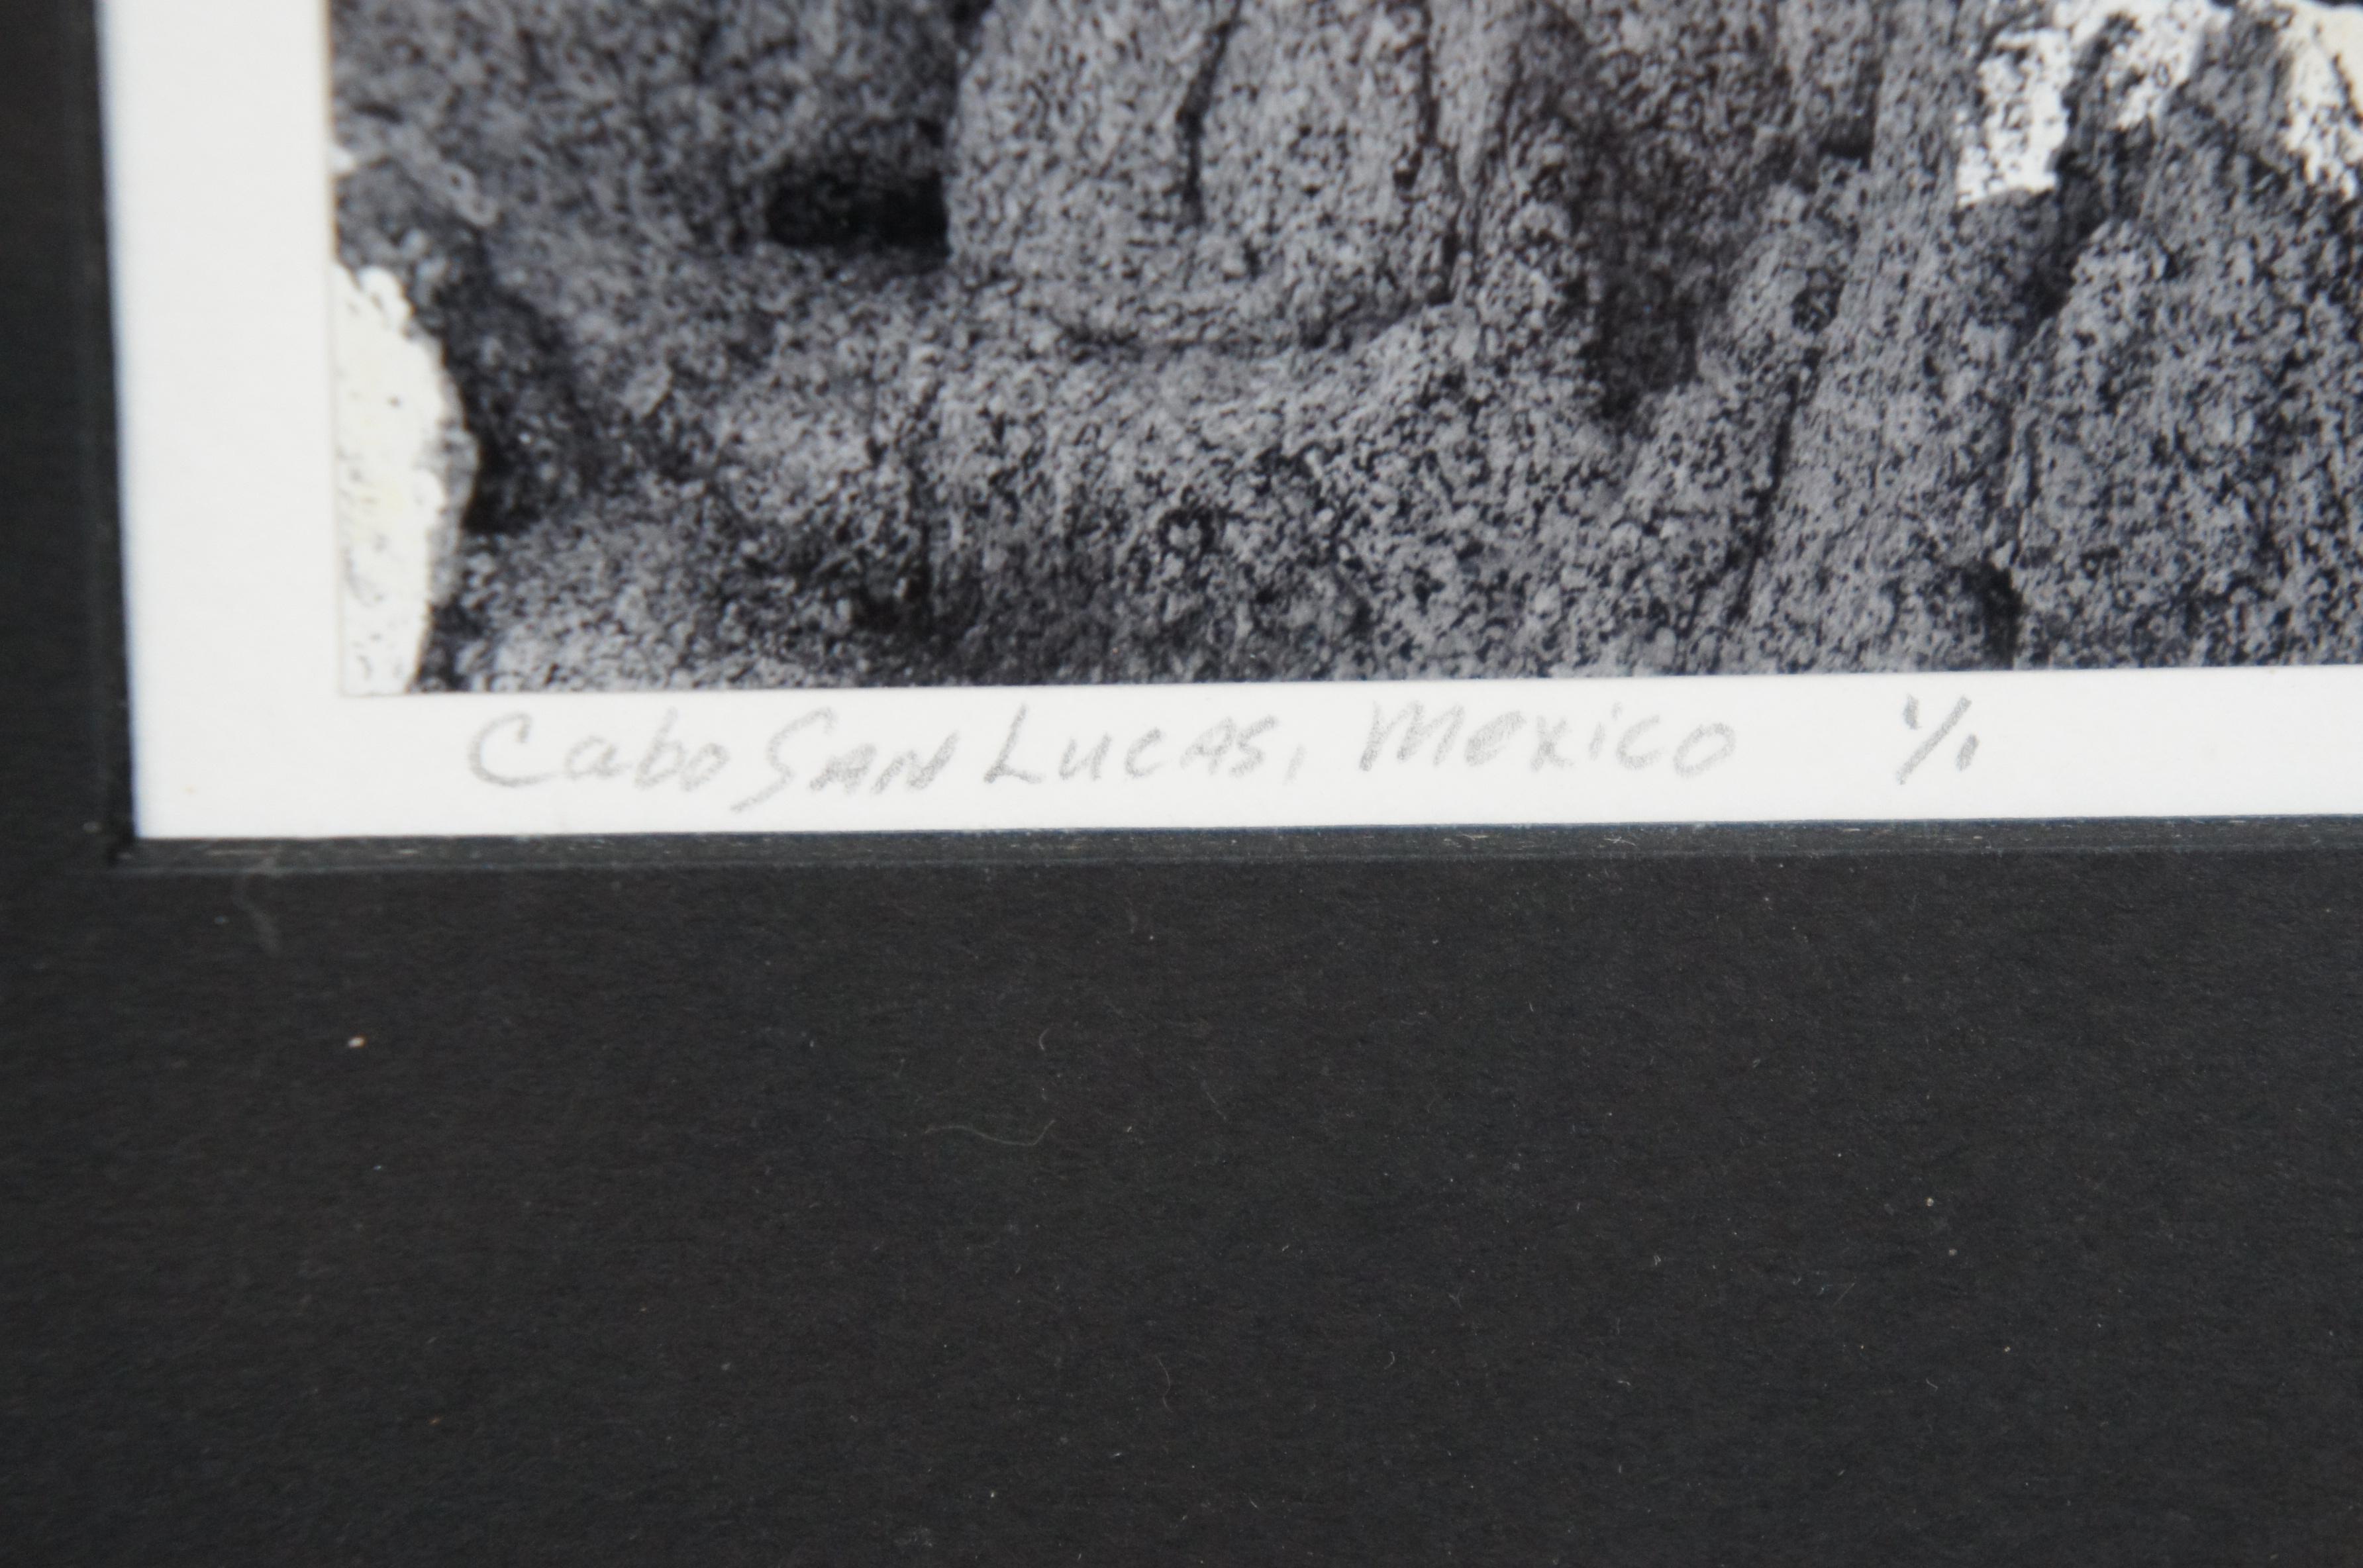 Cabo SAN LUCAS, Mexico 1/1